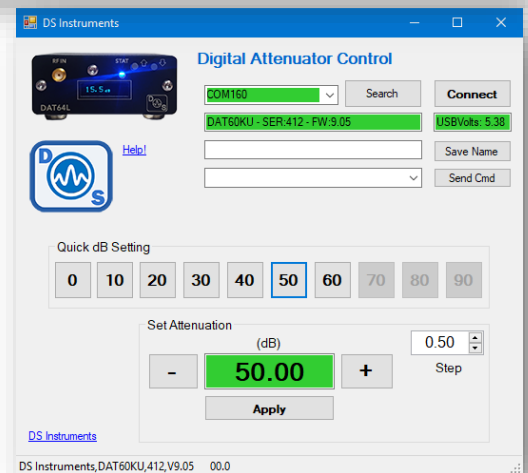 DS Instruments
RF IN
STAT
15.5
DAT64L
D S
Digital Attenuator Control
COM160
Search
Connect
DAT60KU - SER:412 - FW:9.05
USBVolts: 5.38
Help!
Save Name
D
S
Send Cmd
Quick dB Setting
0 10 20 30 40 50 60 70 80 90
Set Attenuation
(dB)
0.50
- 50.00 +
Step
Apply
DS Instruments
DS Instruments,DAT60KU,412,V9.05 00.0